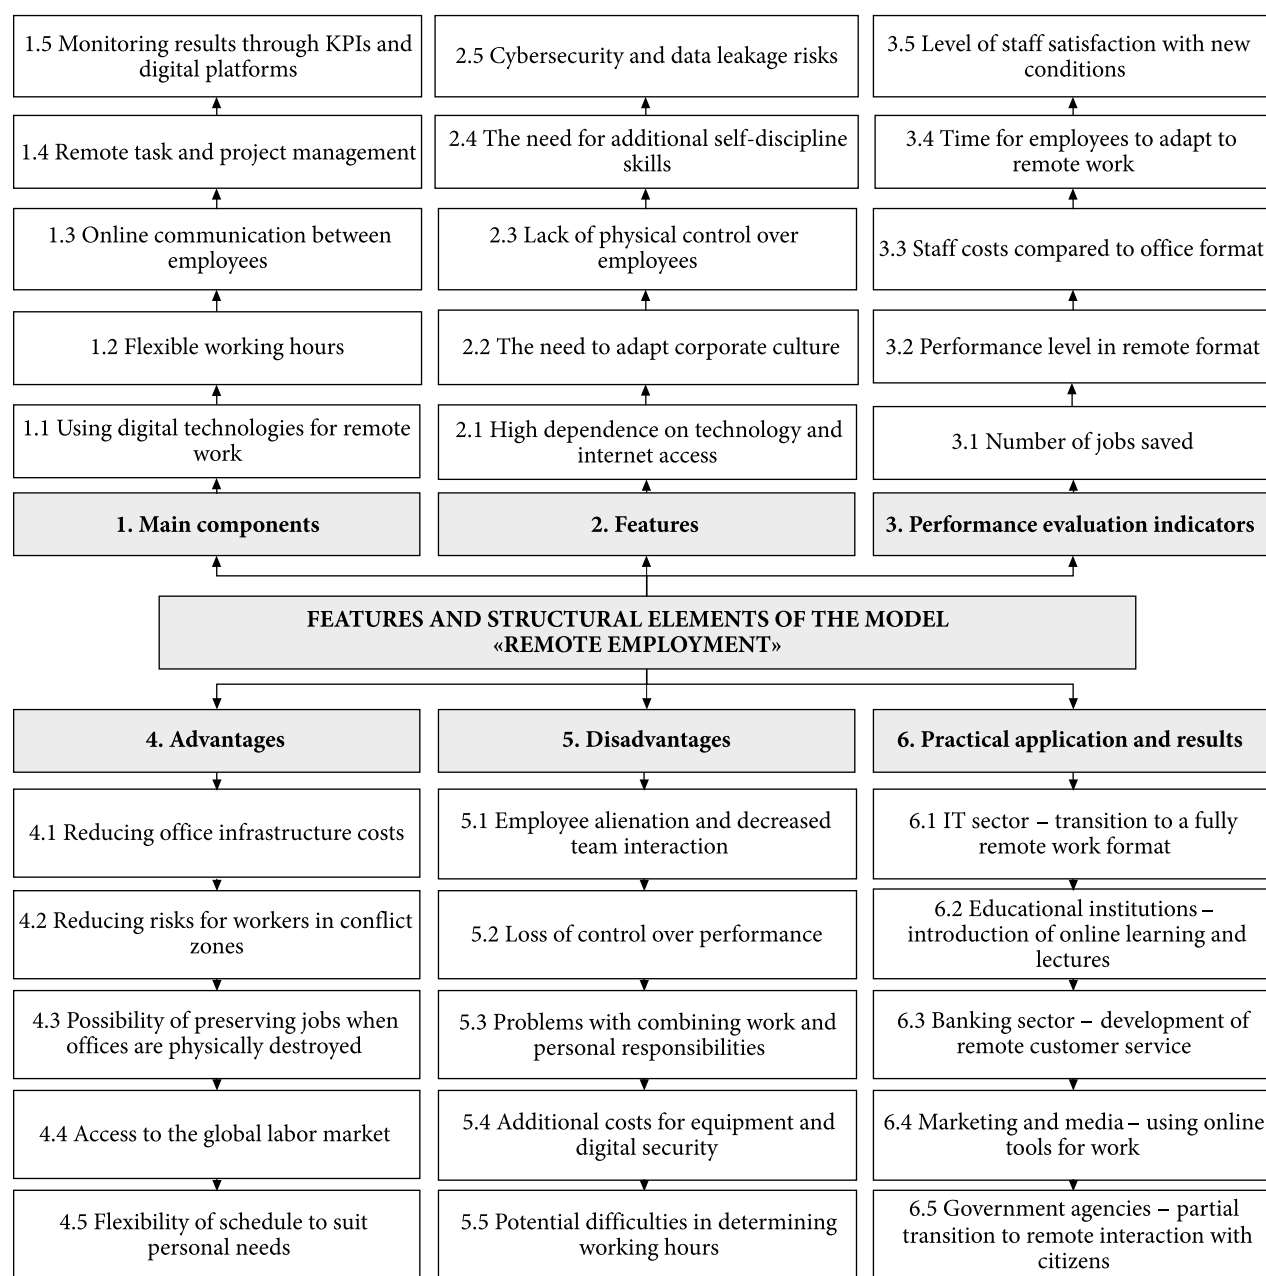 1.5 Monitoring results through KPIs and
digital platforms
2.5 Cybersecurity and data leakage risks
3.5 Level of staff satisfaction with new
conditions
1.4 Remote task and project management
2.4 The need for additional self-discipline
skills
3.4 Time for employees to adapt to
remote work
1.3 Online communication between
employees
2.3 Lack of physical control over
employees
3.3 Staff costs compared to office format
1.2 Flexible working hours
2.2 The need to adapt corporate culture
3.2 Performance level in remote format
1.1 Using digital technologies for remote
work
2.1 High dependence on technology and
internet access
3.1 Number of jobs saved
1. Main components
2. Features
3. Performance evaluation indicators
FEATURES AND STRUCTURAL ELEMENTS OF THE MODEL
«REMOTE EMPLOYMENT»
4. Advantages
5. Disadvantages
6. Practical application and results
4.1 Reducing office infrastructure costs
5.1 Employee alienation and decreased
team interaction
6.1 IT sector – transition to a fully
remote work format
4.2 Reducing risks for workers in conflict
zones
5.2 Loss of control over performance
6.2 Educational institutions –
introduction of online learning and
lectures
4.3 Possibility of preserving jobs when
offices are physically destroyed
5.3 Problems with combining work and
personal responsibilities
6.3 Banking sector – development of
remote customer service
4.4 Access to the global labor market
5.4 Additional costs for equipment and
digital security
6.4 Marketing and media – using online
tools for work
4.5 Flexibility of schedule to suit
personal needs
5.5 Potential difficulties in determining
working hours
6.5 Government agencies – partial
transition to remote interaction with
citizens